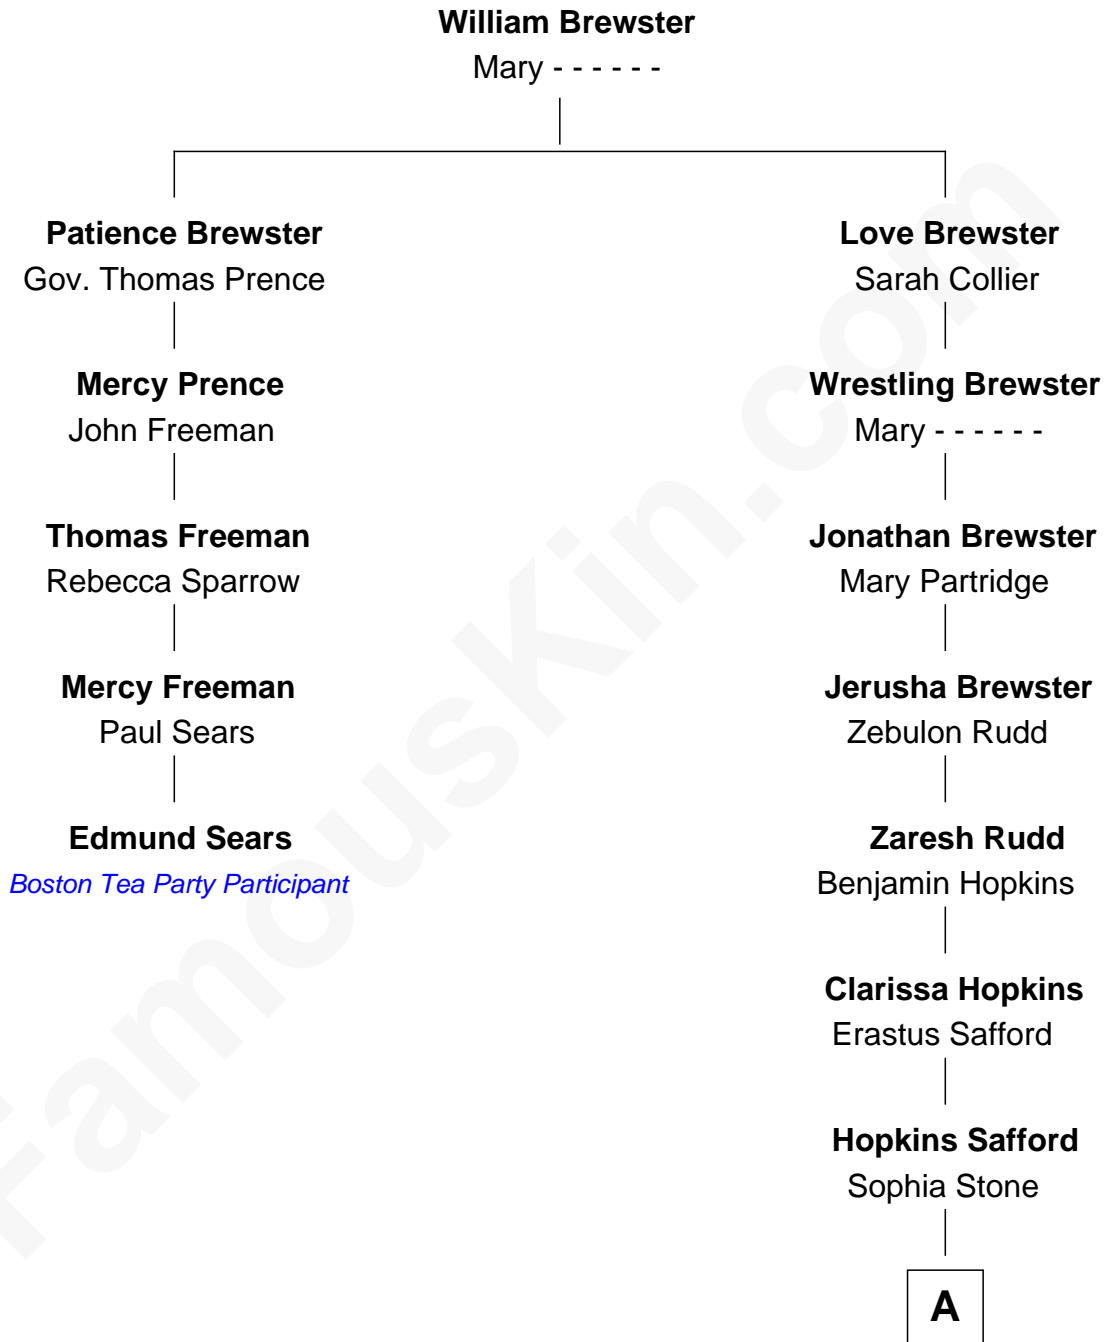 William Brewster
Mary - - - - - -
Patience Brewster
Gov. Thomas Prence
Love Brewster
Sarah Collier
Mercy Prence
John Freeman
Wrestling Brewster
Mary - - - - - -
Thomas Freeman
Rebecca Sparrow
Jonathan Brewster
Mary Partridge
Mercy Freeman
Paul Sears
Jerusha Brewster
Zebulon Rudd
Edmund Sears
Boston Tea Party Participant
Zaresh Rudd
Benjamin Hopkins
Clarissa Hopkins
Erastus Safford
Hopkins Safford
Sophia Stone
A
FamousKin.com